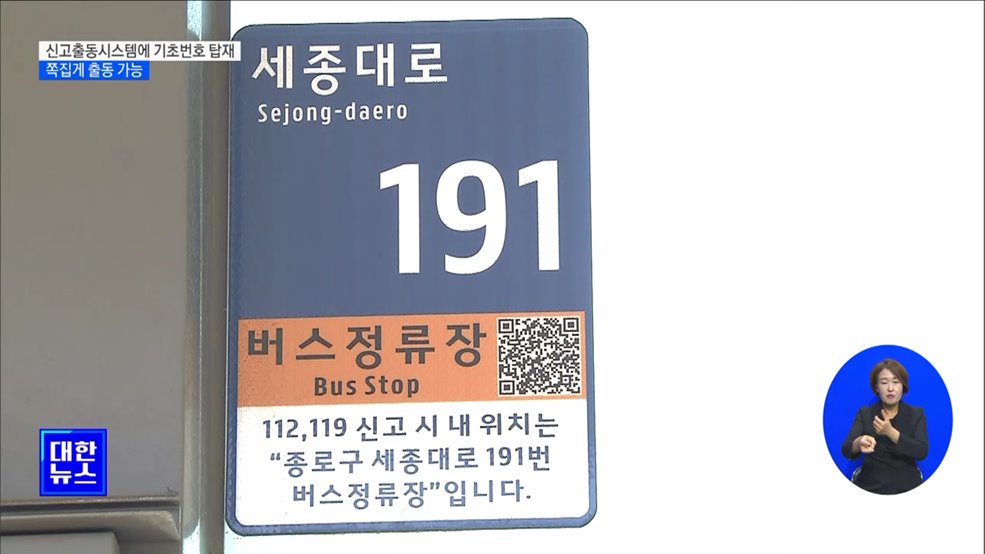 신고출동시스템에 기초번호 탑재
쪽집게 출동 가능
세종대로
Sejong-daero
191
버스정류장
Bus Stop
112,119 신고 시 내 위치는
“종로구 세종대로 191번
버스정류장”입니다.
대한
뉴스